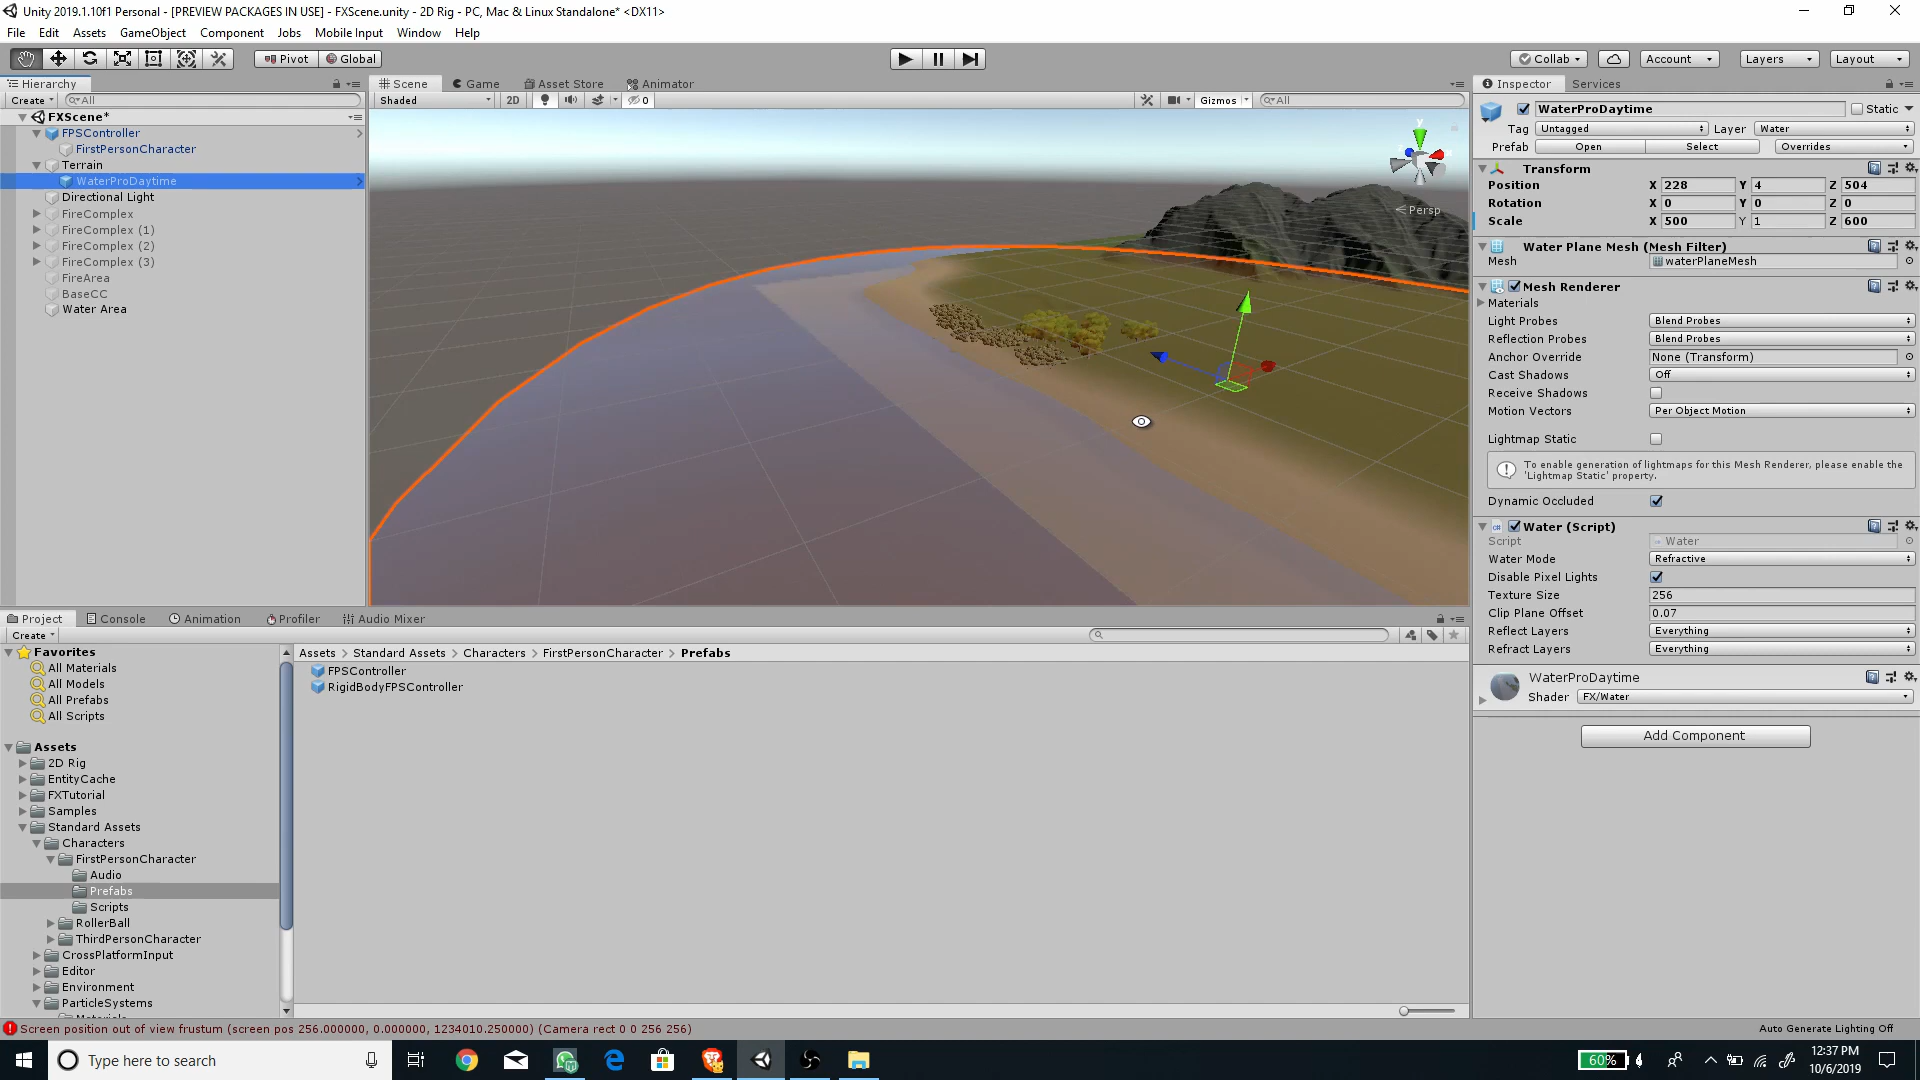 Unity 2019.1.10f1 Personal - [PREVIEW PACKAGES IN USE] - FXScene.unity - 2D Rig - PC, Mac & Linux Standalone* <DX11>
File Edit Assets GameObject Component Jobs Mobile Input Window Help
Pivot Global Collab Account Layers Layout
Hierarchy
Create All
FXScene*
FPSController
FirstPersonCharacter
Terrain
WaterProDaytime
Directional Light
FireComplex
FireComplex (1)
FireComplex (2)
FireComplex (3)
FireArea
BaseCC
Water Area
Scene Game Asset Store Animator
Shaded 2D 0 Gizmos All
y
Persp
Inspector Services
WaterProDaytime Static
Tag Untagged Layer Water
Prefab Open Select Overrides
Transform
Position X 228 Y 4 Z 504
Rotation X 0 Y 0 Z 0
Scale X 500 Y 1 Z 600
Water Plane Mesh (Mesh Filter)
Mesh waterPlaneMesh
Mesh Renderer
Materials
Light Probes Blend Probes
Reflection Probes Blend Probes
Anchor Override None (Transform)
Cast Shadows Off
Receive Shadows
Motion Vectors Per Object Motion
Lightmap Static
To enable generation of lightmaps for this Mesh Renderer, please enable the
'Lightmap Static' property.
Dynamic Occluded
Water (Script)
Script Water
Water Mode Refractive
Disable Pixel Lights
Texture Size 256
Clip Plane Offset 0.07
Reflect Layers Everything
Refract Layers Everything
WaterProDaytime
Shader FX/Water
Add Component
Project Console Animation Profiler Audio Mixer
Create
Favorites
All Materials
All Models
All Prefabs
All Scripts
Assets
2D Rig
EntityCache
FXTutorial
Samples
Standard Assets
Characters
FirstPersonCharacter
Audio
Prefabs
Scripts
RollerBall
ThirdPersonCharacter
CrossPlatformInput
Editor
Environment
ParticleSystems
Assets > Standard Assets > Characters > FirstPersonCharacter > Prefabs
FPSController
RigidBodyFPSController
Screen position out of view frustum (screen pos 256.000000, 0.000000, 1234010.250000) (Camera rect 0 0 256 256)
Auto Generate Lighting Off
Type here to search
60%
12:37 PM
10/6/2019